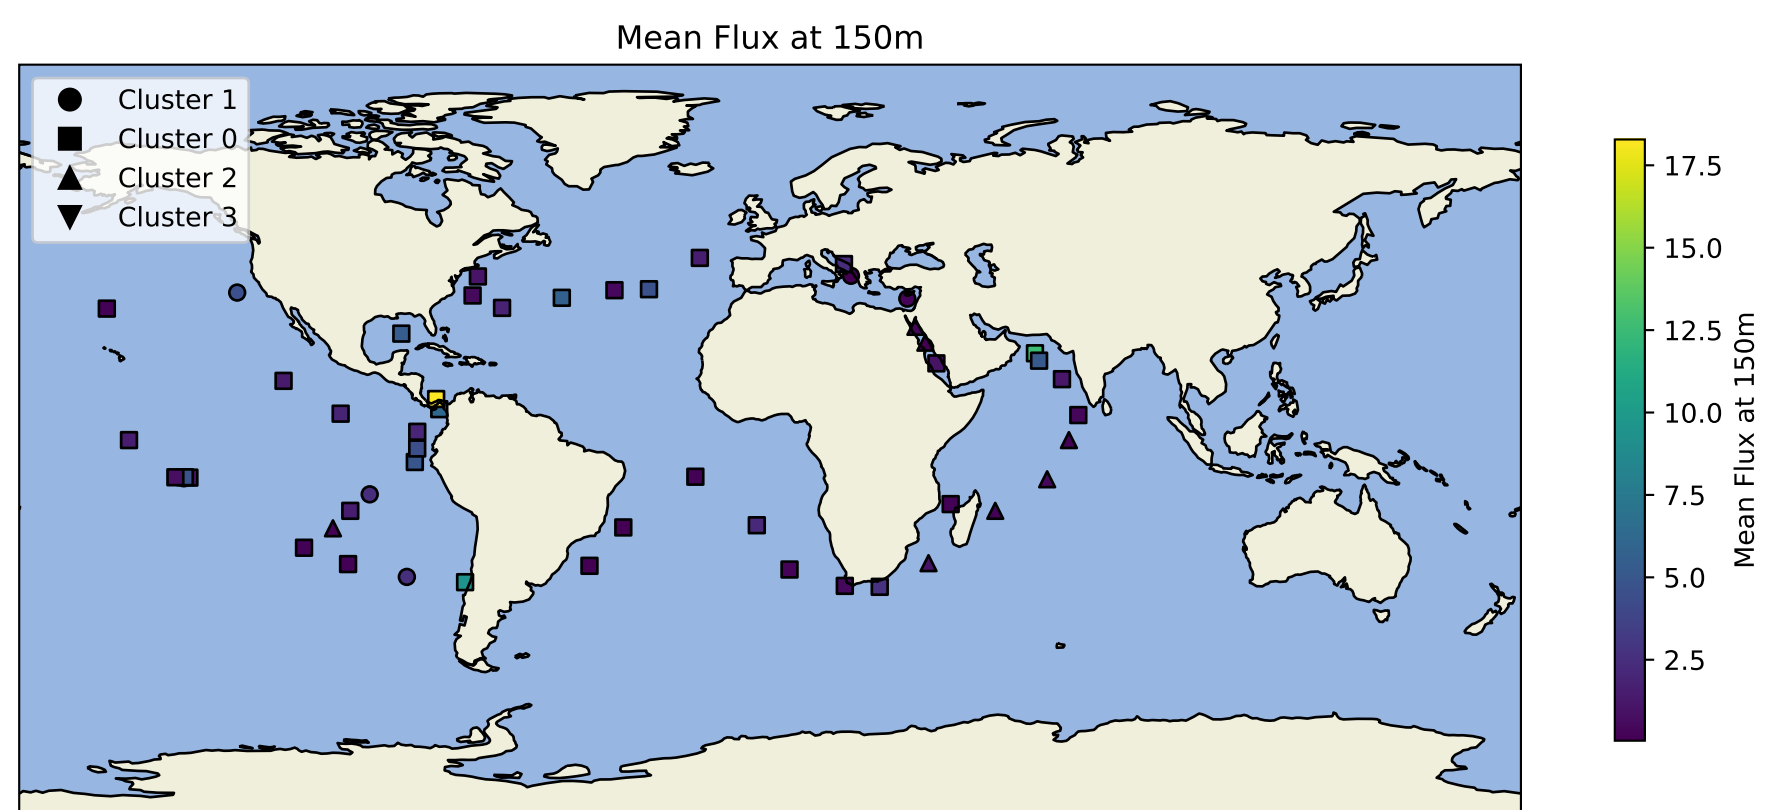 Mean Flux at 150m
Cluster 1
Cluster 0
Cluster 2
Cluster 3
17.5
15.0
12.5
10.0
7.5
5.0
2.5
Mean Flux at 150m